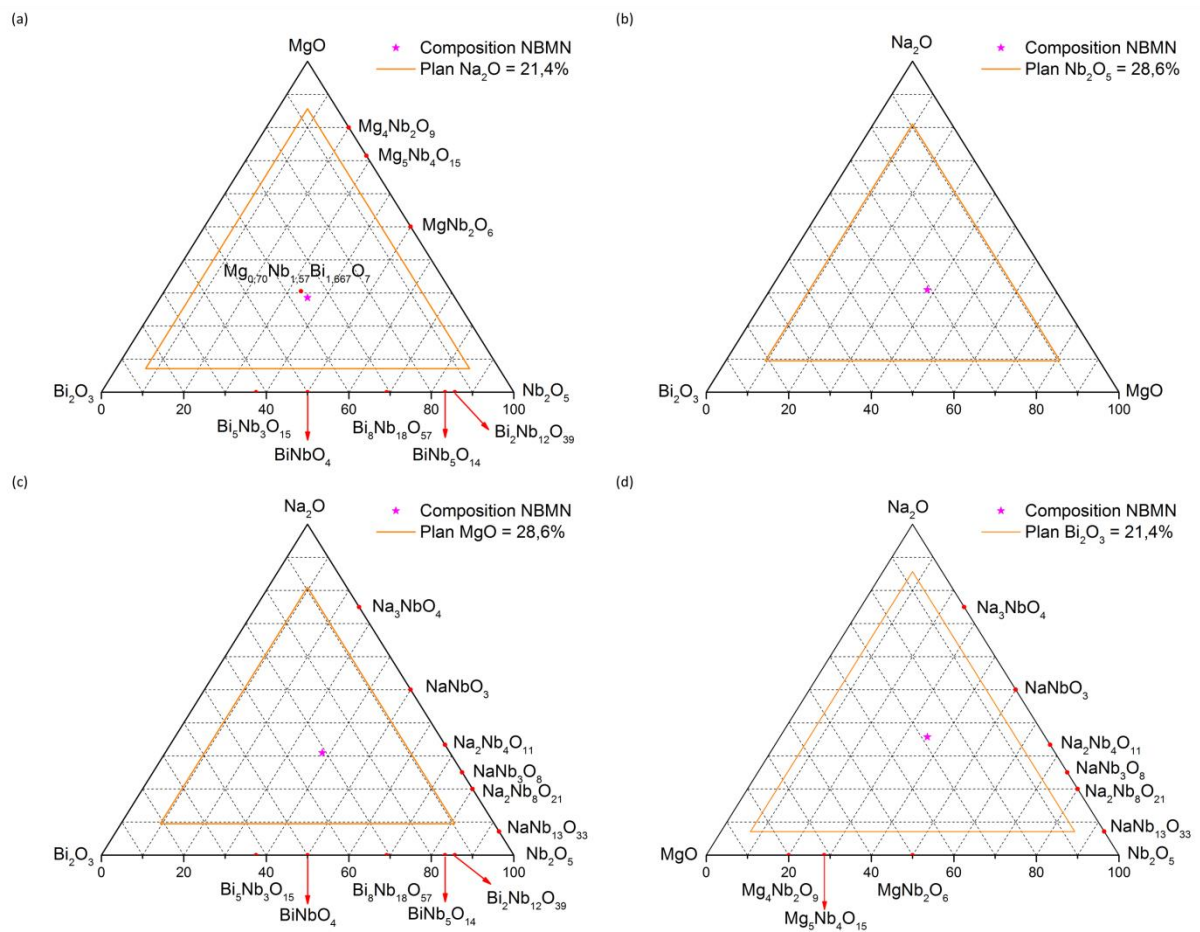 (a)
MgO
Composition NBMN
Plan Na₂O = 21,4%
Mg₄Nb₂O₉
Mg₅Nb₄O₁₅
MgNb₂O₆
Mg₀,₇₀Nb₁,₅₇Bi₁,₆₆₇O₇
Bi₂O₃
Nb₂O₅
0 20 40 60 80 100
Bi₅Nb₃O₁₅
Bi₈Nb₁₈O₅₇
Bi₂Nb₁₂O₃₉
BiNbO₄
BiNb₅O₁₄
(b)
Na₂O
Composition NBMN
Plan Nb₂O₅ = 28,6%
Bi₂O₃
MgO
0 20 40 60 80 100
(c)
Na₂O
Composition NBMN
Plan MgO = 28,6%
Na₃NbO₄
NaNbO₃
Na₂Nb₄O₁₁
NaNb₃O₈
Na₂Nb₈O₂₁
NaNb₁₃O₃₃
Bi₂O₃
Nb₂O₅
0 20 40 60 80 100
Bi₅Nb₃O₁₅
Bi₈Nb₁₈O₅₇
Bi₂Nb₁₂O₃₉
BiNbO₄
BiNb₅O₁₄
(d)
Na₂O
Composition NBMN
Plan Bi₂O₃ = 21,4%
Na₃NbO₄
NaNbO₃
Na₂Nb₄O₁₁
NaNb₃O₈
Na₂Nb₈O₂₁
NaNb₁₃O₃₃
MgO
Nb₂O₅
0 20 40 60 80 100
Mg₄Nb₂O₉
MgNb₂O₆
Mg₅Nb₄O₁₅